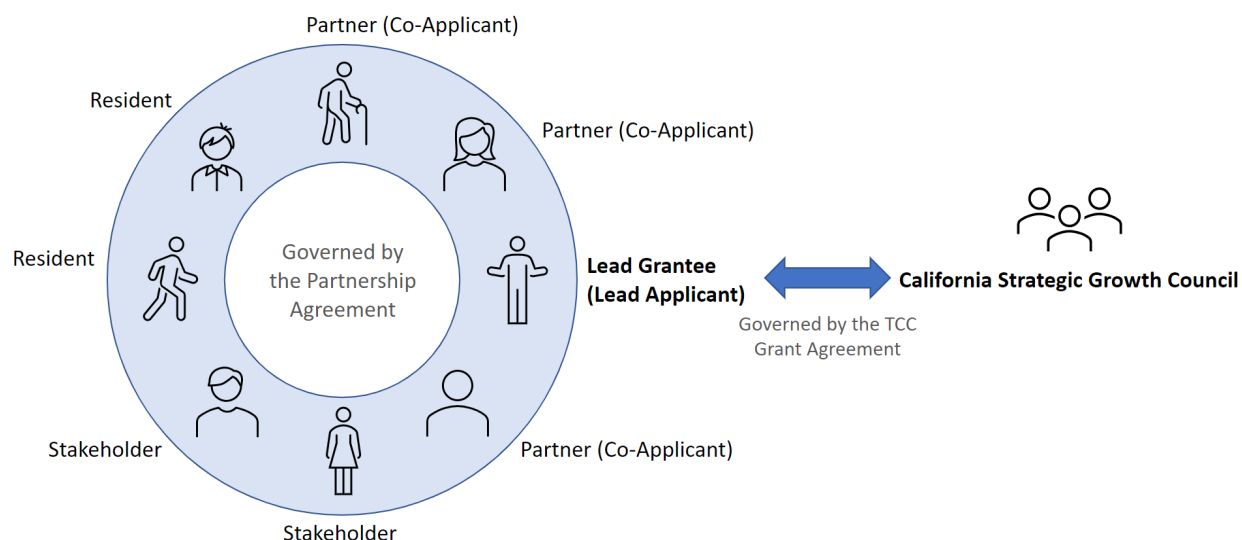 Partner (Co-Applicant)
Resident
Partner (Co-Applicant)
Resident
Governed by
the Partnership
Agreement
Lead Grantee
(Lead Applicant)
California Strategic Growth Council
Governed by the TCC
Grant Agreement
Stakeholder
Partner (Co-Applicant)
Stakeholder